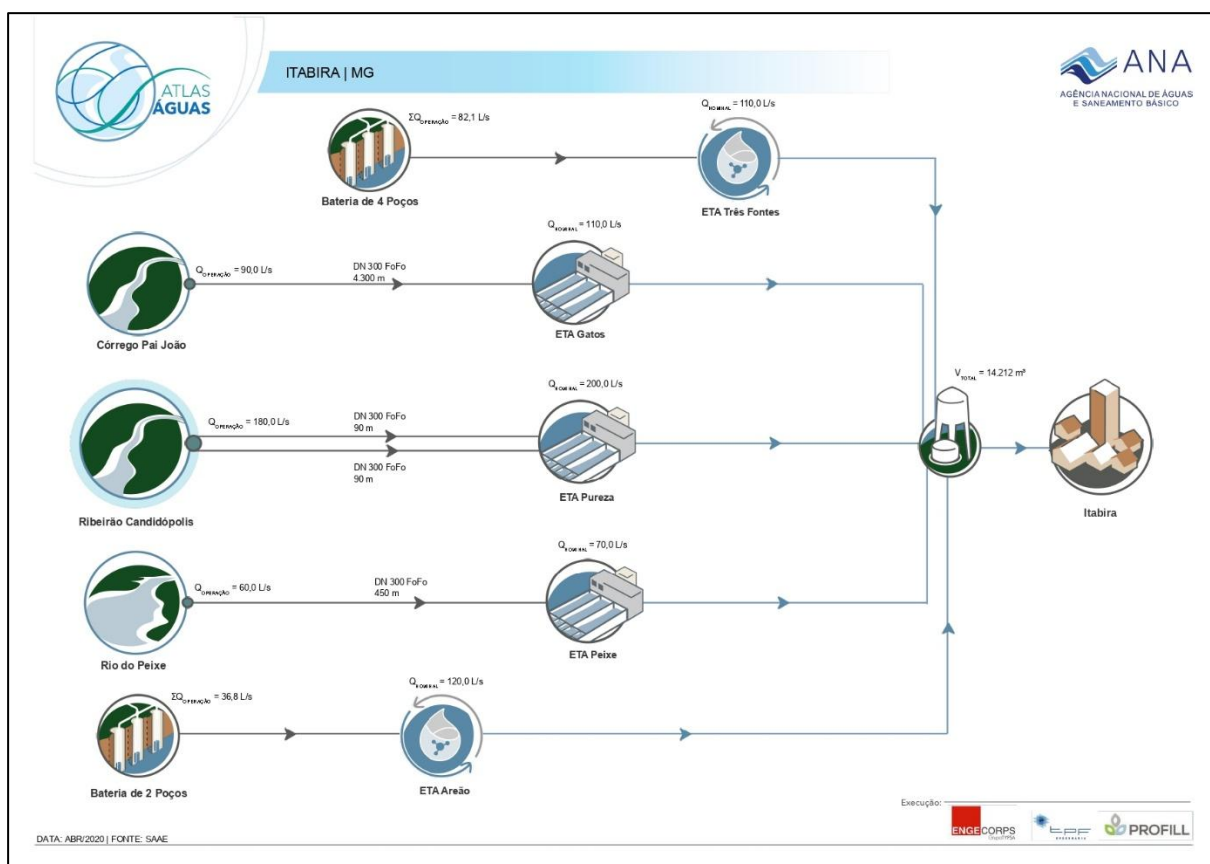 ATLAS
ÁGUAS
ITABIRA | MG
ANA
AGÊNCIA NACIONAL DE ÁGUAS
E SANEAMENTO BÁSICO
ΣQOPERAÇÃO = 82,1 L/s
QNOMINAL = 110,0 L/s
Bateria de 4 Poços
ETA Três Fontes
QOPERAÇÃO = 90,0 L/s
DN 300 FoFo
4.300 m
QNOMINAL = 110,0 L/s
Córrego Pai João
ETA Gatos
QOPERAÇÃO = 180,0 L/s
DN 300 FoFo
90 m
DN 300 FoFo
90 m
QNOMINAL = 200,0 L/s
VTOTAL = 14.212 m³
Ribeirão Candidópolis
ETA Pureza
Itabira
QOPERAÇÃO = 60,0 L/s
DN 300 FoFo
450 m
QNOMINAL = 70,0 L/s
Rio do Peixe
ETA Peixe
ΣQOPERAÇÃO = 36,8 L/s
QNOMINAL = 120,0 L/s
Bateria de 2 Poços
ETA Areão
Execução:
ENGECORPS
tpf
ENGENHARIA
PROFILL
DATA: ABR/2020 | FONTE: SAAE